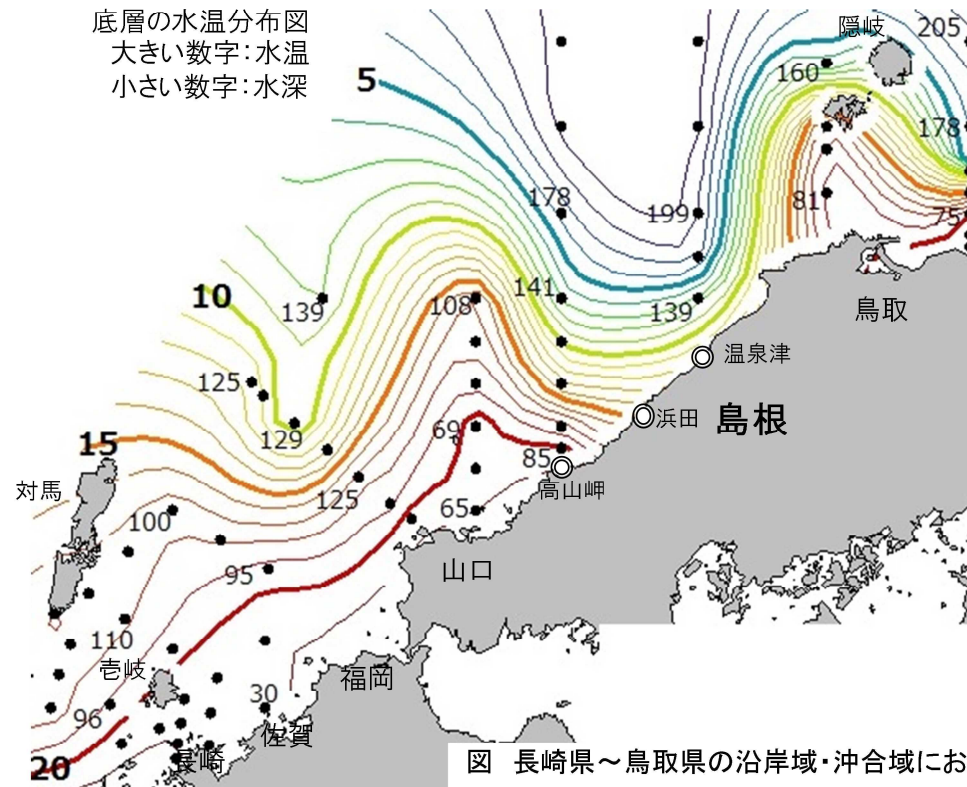 底層の水温分布図
大きい数字：水温
小さい数字：水深
隠岐
205
5
160
178
178
81
199
75
10
139
141
108
139
鳥取
125
温泉津
129
69
浜田
島根
15
85
対馬
125
高山岬
100
65
95
山口
110
壱岐
福岡
30
96
佐賀
長崎
20
図 長崎県～鳥取県の沿岸域・沖合域にお